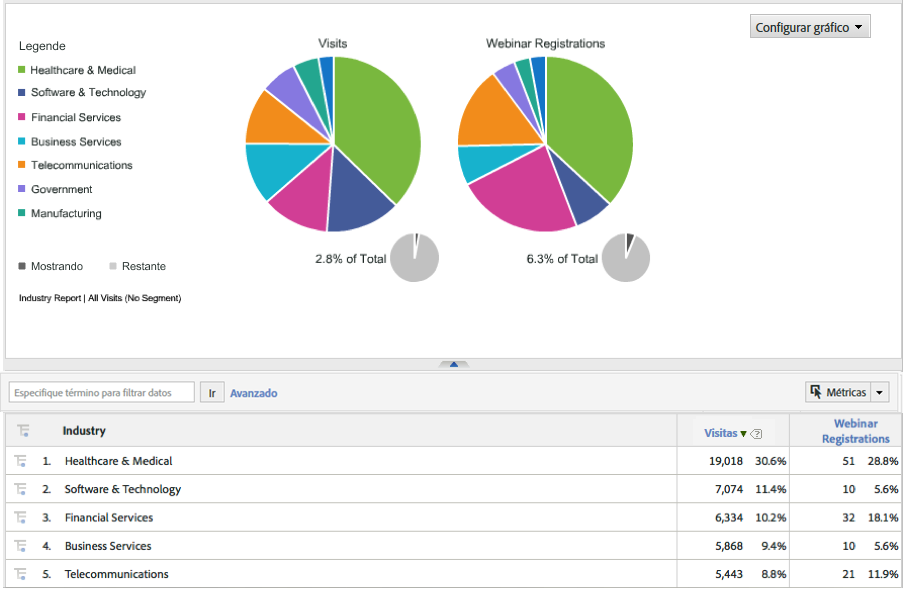 Configurar gráfico
Legende
Visits
Webinar Registrations
Healthcare & Medical
Software & Technology
Financial Services
Business Services
Telecommunications
Government
Manufacturing
Mostrando
Restante
2.8% of Total
6.3% of Total
Industry Report | All Visits (No Segment)
Especifique término para filtrar datos
Ir
Avanzado
Métricas
Industry
Visitas
Webinar
Registrations
1. Healthcare & Medical 19,018 30.6% 51 28.8%
2. Software & Technology 7,074 11.4% 10 5.6%
3. Financial Services 6,334 10.2% 32 18.1%
4. Business Services 5,868 9.4% 10 5.6%
5. Telecommunications 5,443 8.8% 21 11.9%